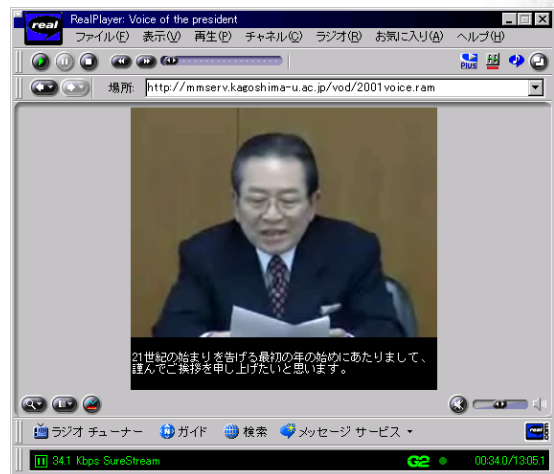 real RealPlayer: Voice of the president
ファイル(F) 表示(V) 再生(P) チャネル(C) ラジオ(R) お気に入り(A) ヘルプ(H)
PLUS
場所: http://mmserv.kagoshima-u.ac.jp/vod/2001voice.ram
21世紀の始まりを告げる最初の年の始めにあたりまして、
謹んでご挨拶を申し上げたいと思います。
ラジオ チューナー ガイド 検索 メッセージ サービス
real
34.1 Kbps SureStream G2 00:34.0/13:05.1